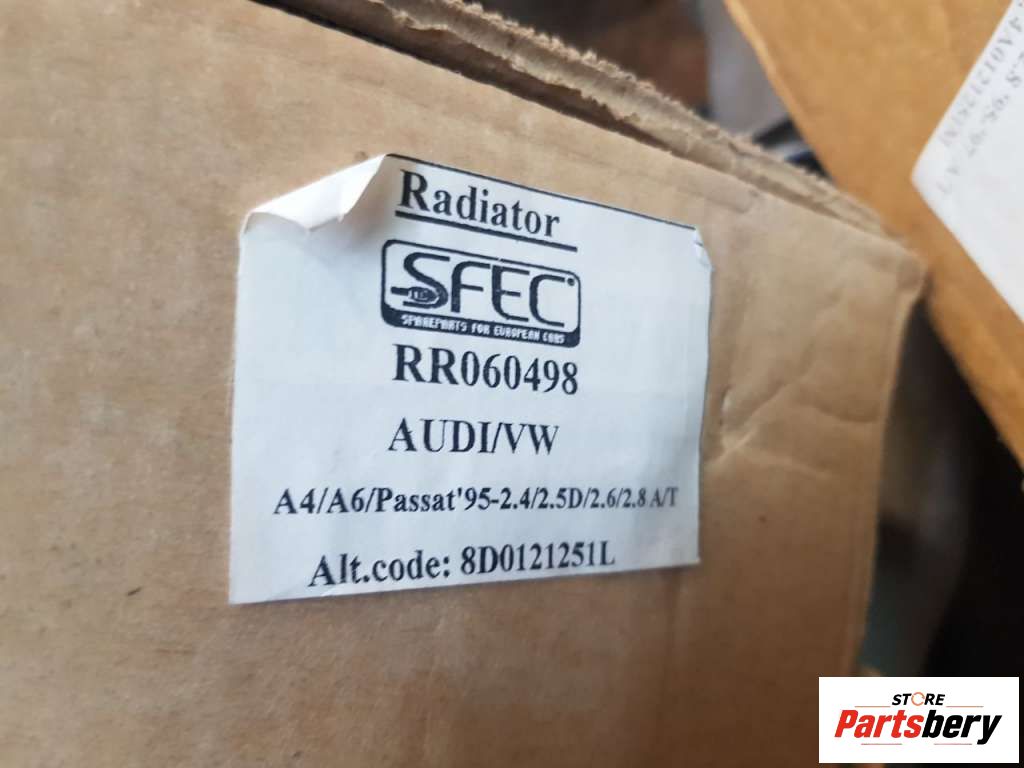 Radiator
SFEC
SPAREPARTS FOR EUROPEAN CARS
RR060498
AUDI/VW
A4/A6/Passat'95-2.4/2.5D/2.6/2.8 A/T
Alt.code: 8D0121251L
STORE
Partsbery